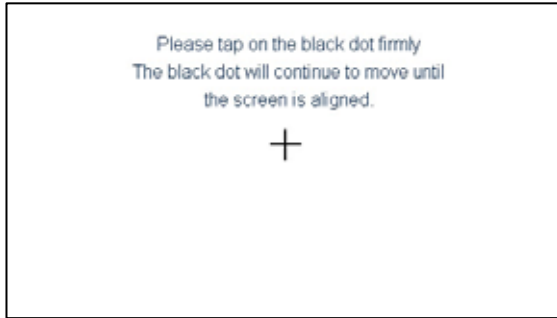 Please tap on the black dot firmly
The black dot will continue to move until
the screen is aligned.